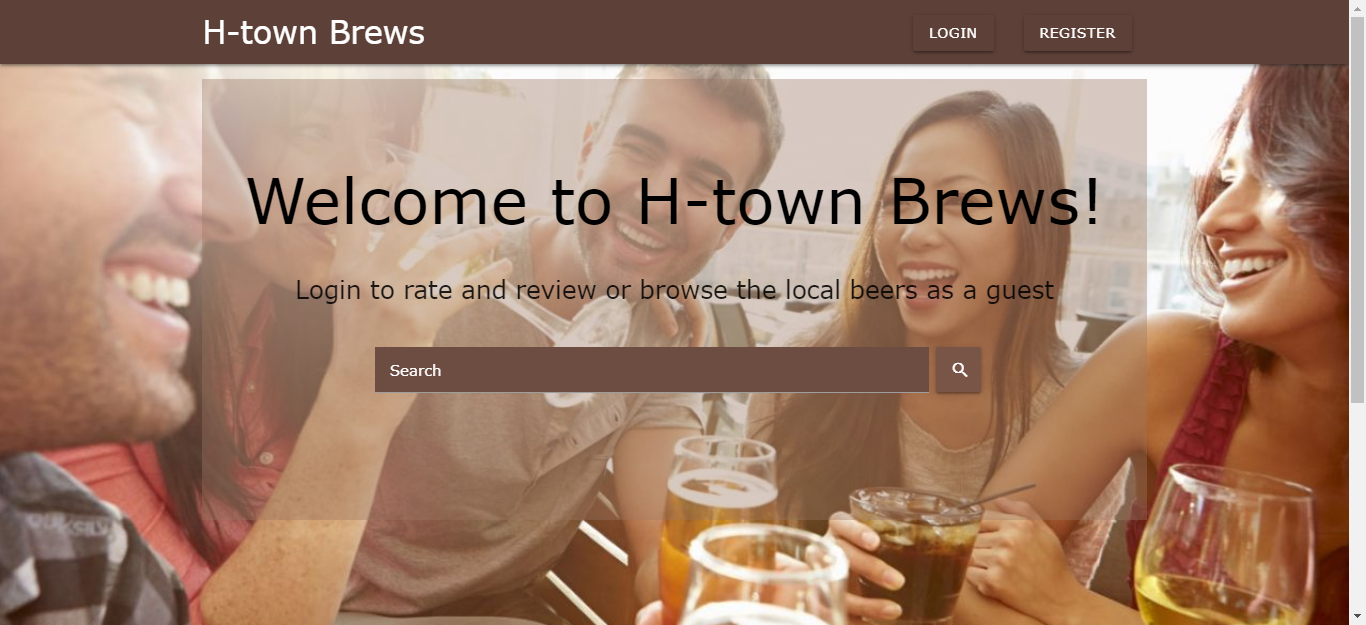 H-town Brews
LOGIN
REGISTER
Welcome to H-town Brews!
Login to rate and review or browse the local beers as a guest
Search
QUIKSILV